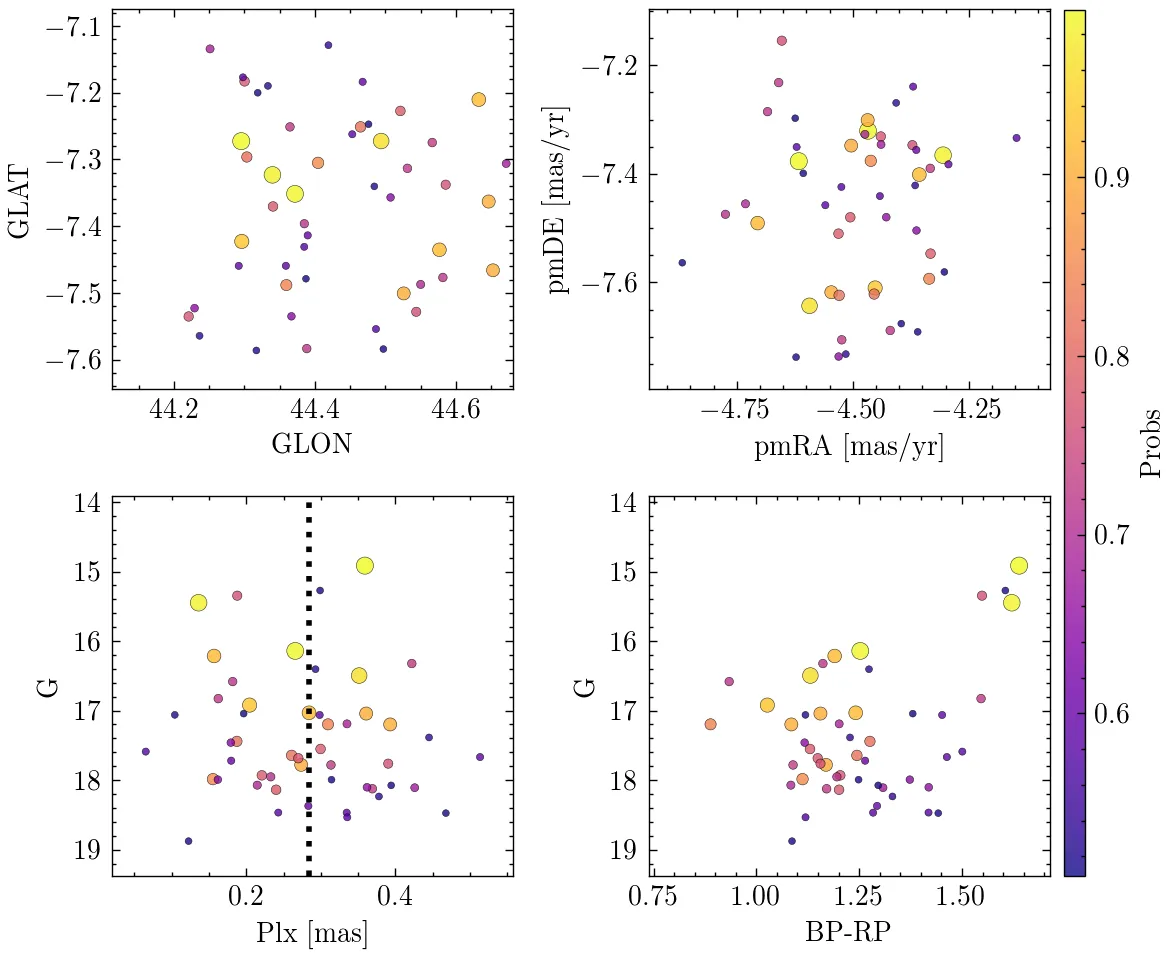 −7.1
−7.2
−7.3
−7.4
−7.5
−7.6
GLAT
44.2 44.4 44.6
GLON
−7.2
−7.4
−7.6
pmDE [mas/yr]
−4.75 −4.50 −4.25
pmRA [mas/yr]
14
15
16
17
18
19
G
0.2 0.4
Plx [mas]
14
15
16
17
18
19
G
0.75 1.00 1.25 1.50
BP-RP
0.9
0.8
0.7
0.6
Probs